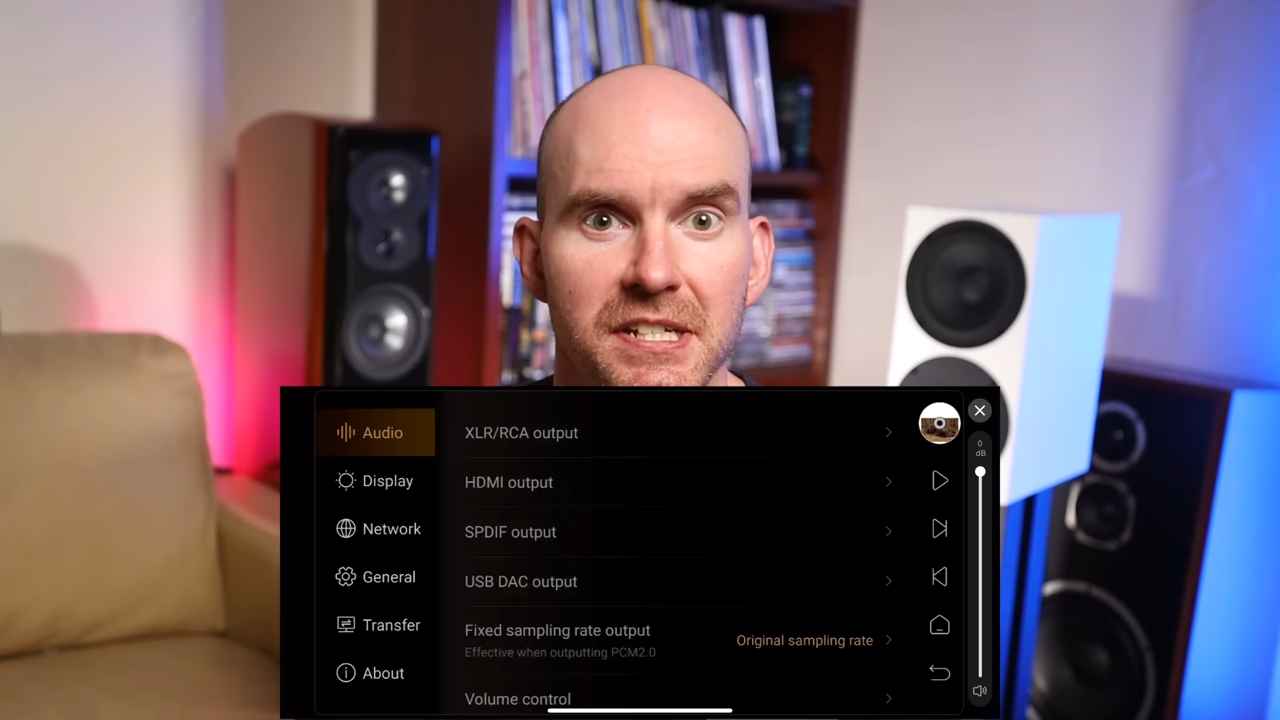 Audio
Display
Network
General
Transfer
About
XLR/RCA output
HDMI output
SPDIF output
USB DAC output
Fixed sampling rate output
Effective when outputting PCM2.0
Original sampling rate
Volume control
0
dB